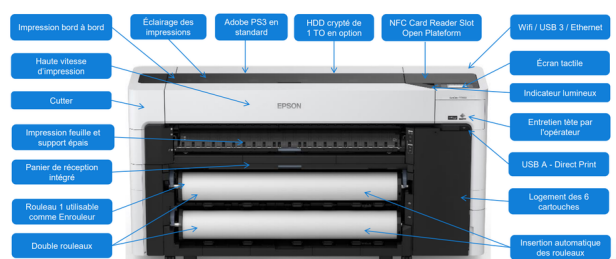 Impression bord à bord
Éclairage des
impressions
Adobe PS3 en
standard
HDD crypté de
1 TO en option
NFC Card Reader Slot
Open Plateform
Wifi / USB 3 / Ethernet
Haute vitesse
d'impression
Écran tactile
Cutter
Indicateur lumineux
EPSON
Impression feuille et
support épais
Entretien tête par
l'opérateur
Panier de réception
intégré
USB A - Direct Print
Rouleau 1 utilisable
comme Enrouleur
Logement des 6
cartouches
Double rouleaux
Insertion automatique
des rouleaux